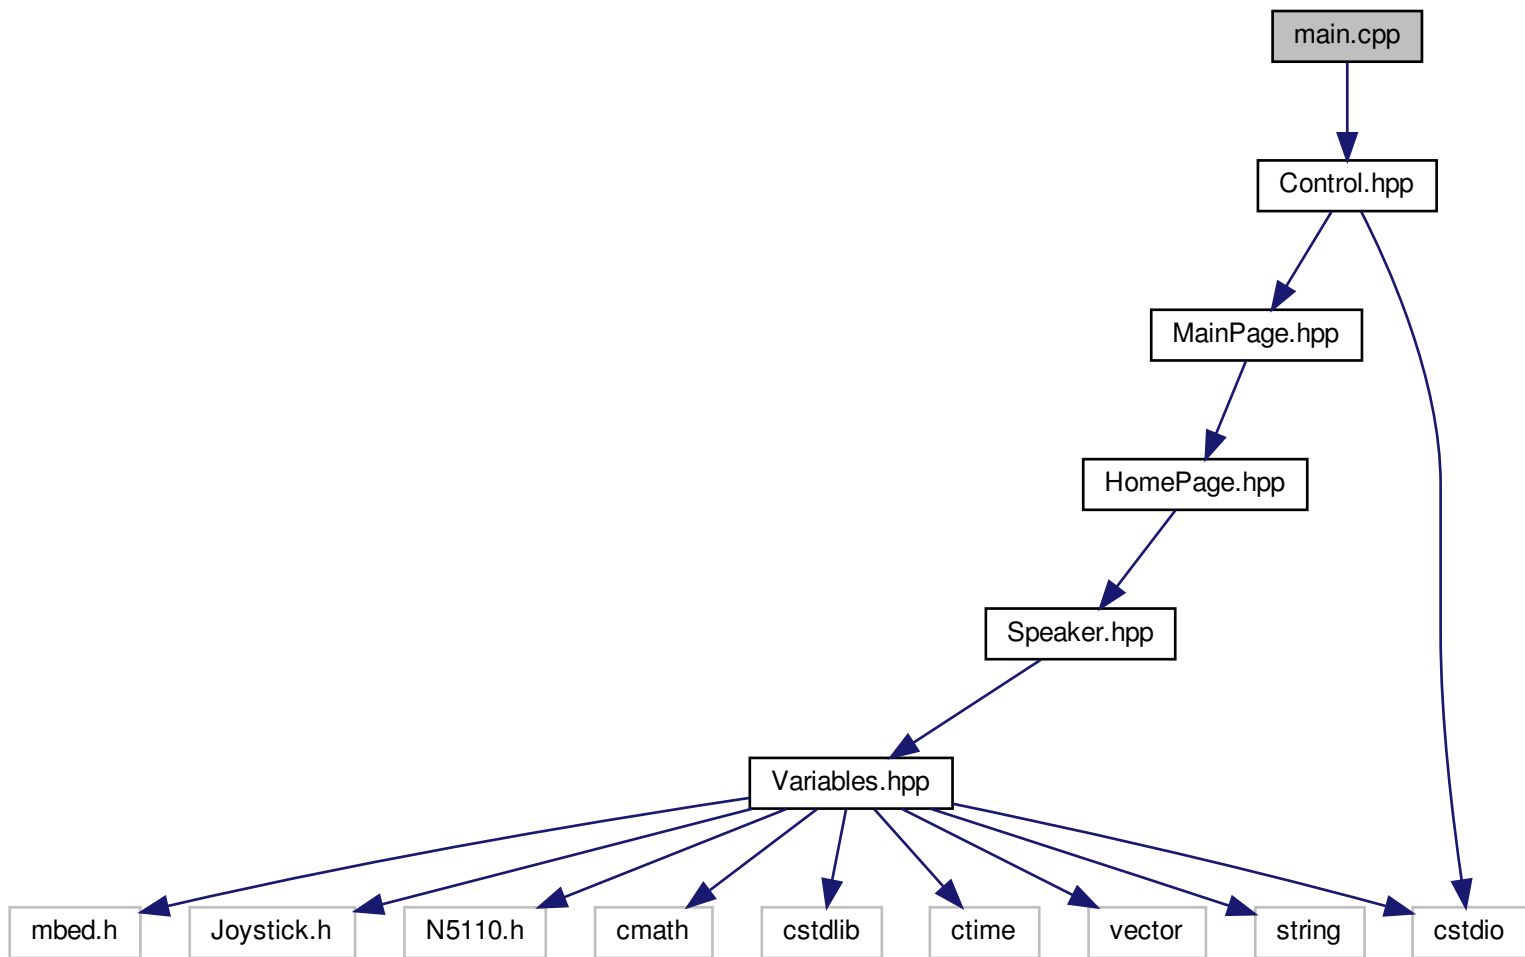 main.cpp
Control.hpp
MainPage.hpp
HomePage.hpp
Speaker.hpp
Variables.hpp
mbed.h
Joystick.h
N5110.h
cmath
cstdlib
ctime
vector
string
cstdio